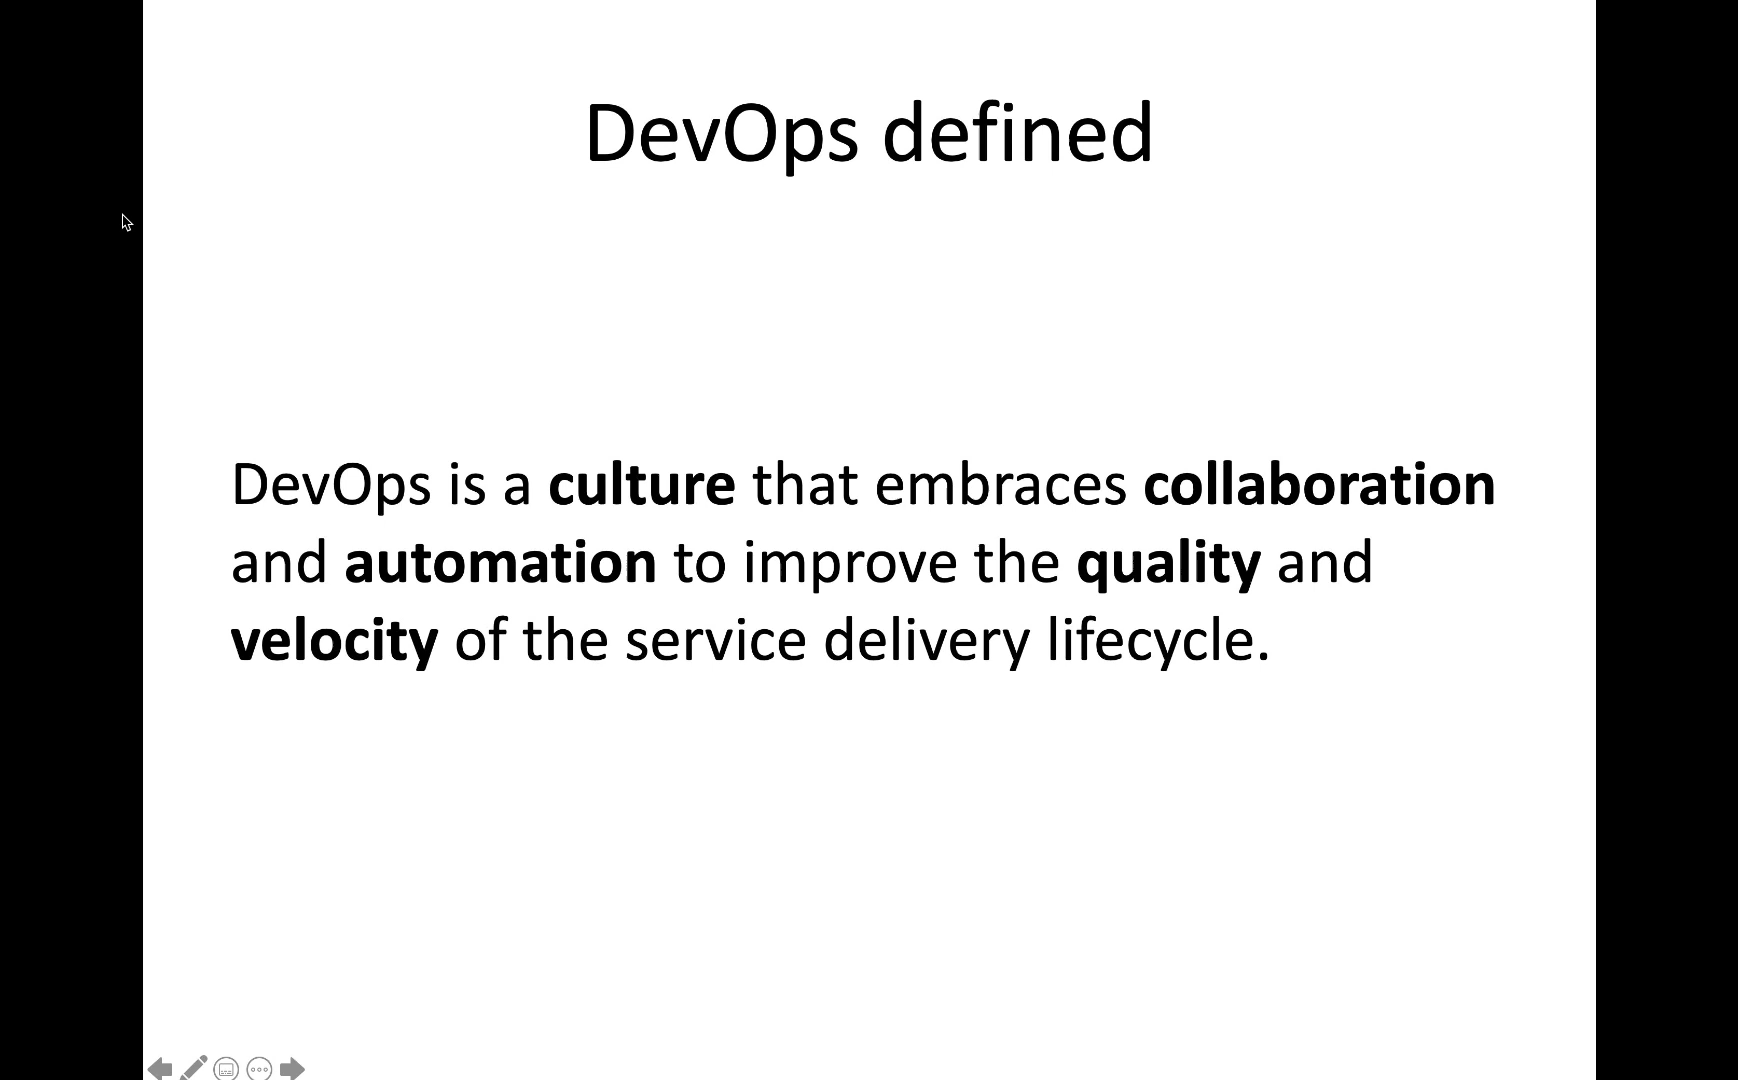 DevOps defined
DevOps is a culture that embraces collaboration
and automation to improve the quality and
velocity of the service delivery lifecycle.